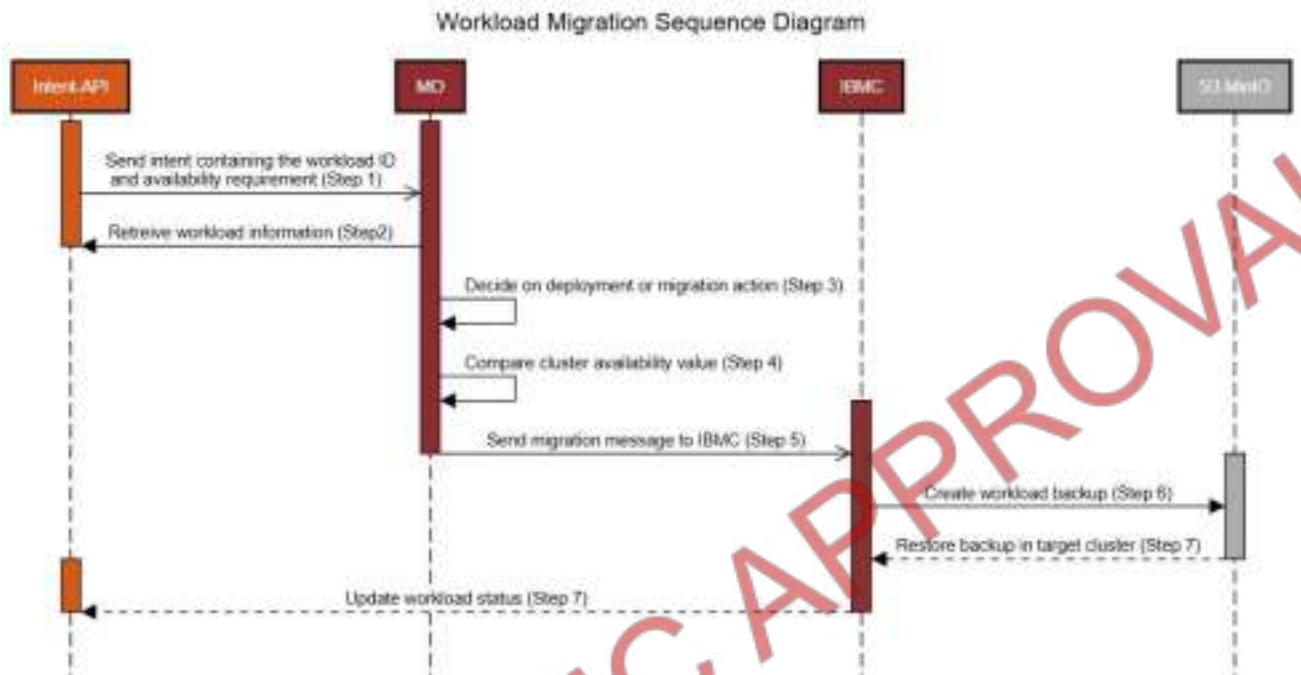 Workload Migration Sequence Diagram
Intent-API
MO
IBMC
S3-MinIO
Send intent containing the workload ID
and availability requirement (Step 1)
Retreive workload information (Step2)
Decide on deployment or migration action (Step 3)
Compare cluster availability value (Step 4)
Send migration message to IBMC (Step 5)
Create workload backup (Step 6)
Restore backup in target cluster (Step 7)
Update workload status (Step 7)
APPROVAL